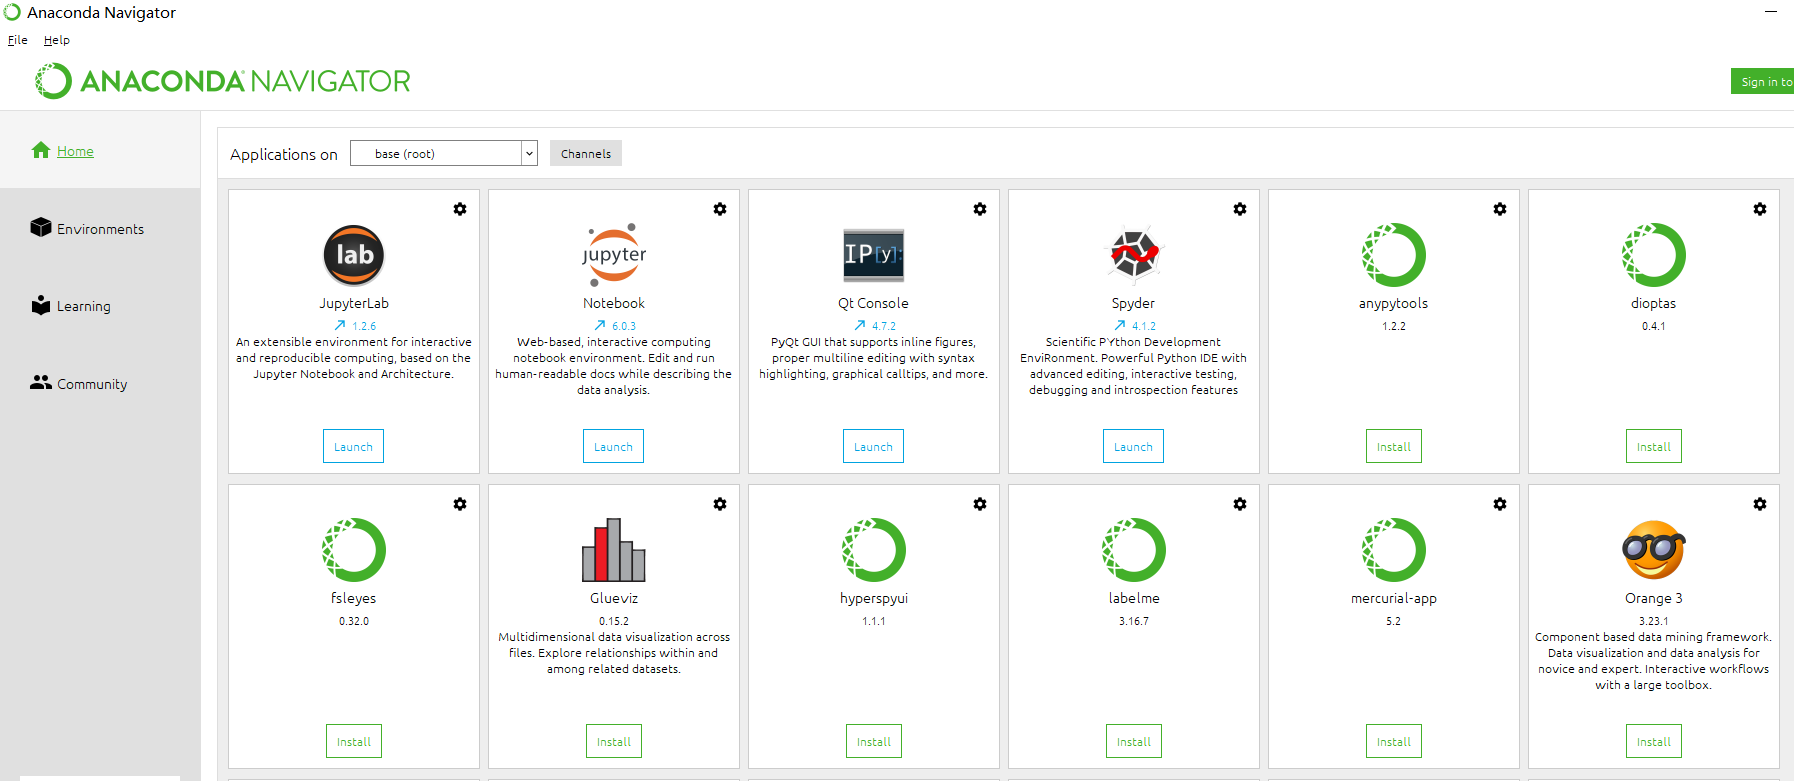 Anaconda Navigator
File Help
ANACONDA NAVIGATOR
Sign in to
Home
Environments
Learning
Community
Applications on base (root) Channels
lab
JupyterLab
1.2.6
An extensible environment for interactive
and reproducible computing, based on the
Jupyter Notebook and Architecture.
Launch
jupyter
Notebook
6.0.3
Web-based, interactive computing
notebook environment. Edit and run
human-readable docs while describing the
data analysis.
Launch
IP[y]:
Qt Console
4.7.2
PyQt GUI that supports inline figures,
proper multiline editing with syntax
highlighting, graphical calltips, and more.
Launch
Spyder
4.1.2
Scientific PYthon Development
EnviRonment. Powerful Python IDE with
advanced editing, interactive testing,
debugging and introspection features
Launch
anypytools
1.2.2
Install
dioptas
0.4.1
Install
fsleyes
0.32.0
Install
Glueviz
0.15.2
Multidimensional data visualization across
files. Explore relationships within and
among related datasets.
Install
hyperspyui
1.1.1
Install
labelme
3.16.7
Install
mercurial-app
5.2
Install
Orange 3
3.23.1
Component based data mining framework.
Data visualization and data analysis for
novice and expert. Interactive workflows
with a large toolbox.
Install